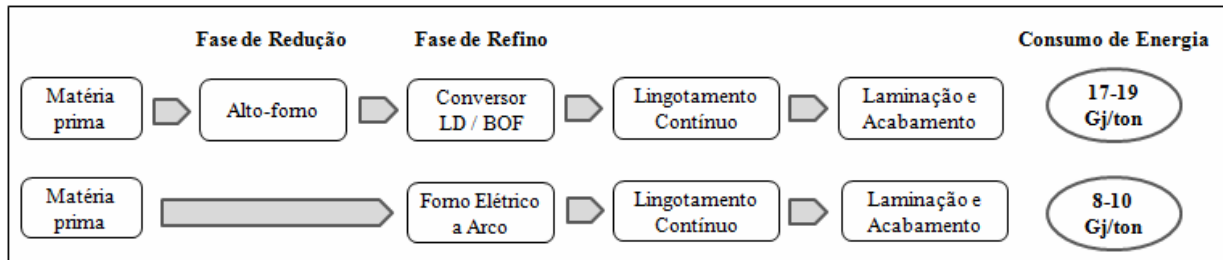 Fase de Redução
Fase de Refino
Consumo de Energia
Matéria
prima
Alto-forno
Conversor
LD / BOF
Lingotamento
Contínuo
Laminação e
Acabamento
17-19
Gj/ton
Matéria
prima
Forno Elétrico
a Arco
Lingotamento
Contínuo
Laminação e
Acabamento
8-10
Gj/ton